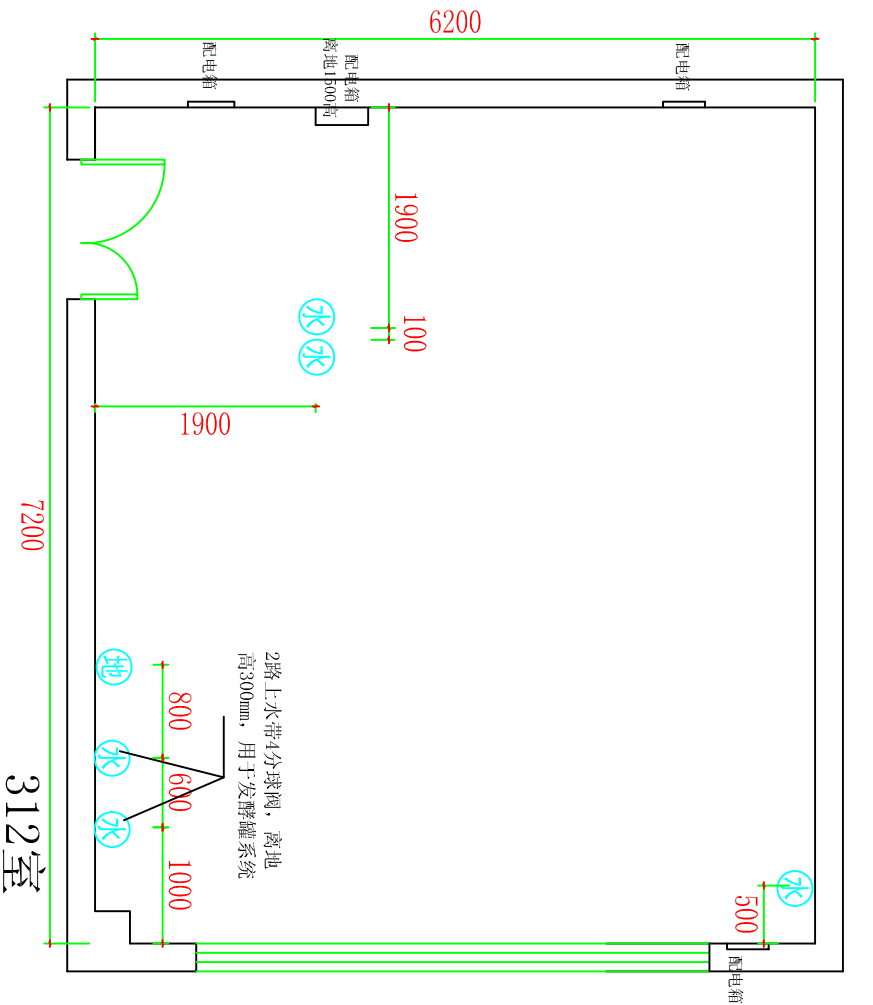 6200
配电箱
配电箱
离地1500高
配电箱
1900
100
水
水
1900
7200
地
800
水
600
水
1000
2路上水带4分球阀，离地
高300mm，用于发酵罐系统
水
500
配电箱
312室